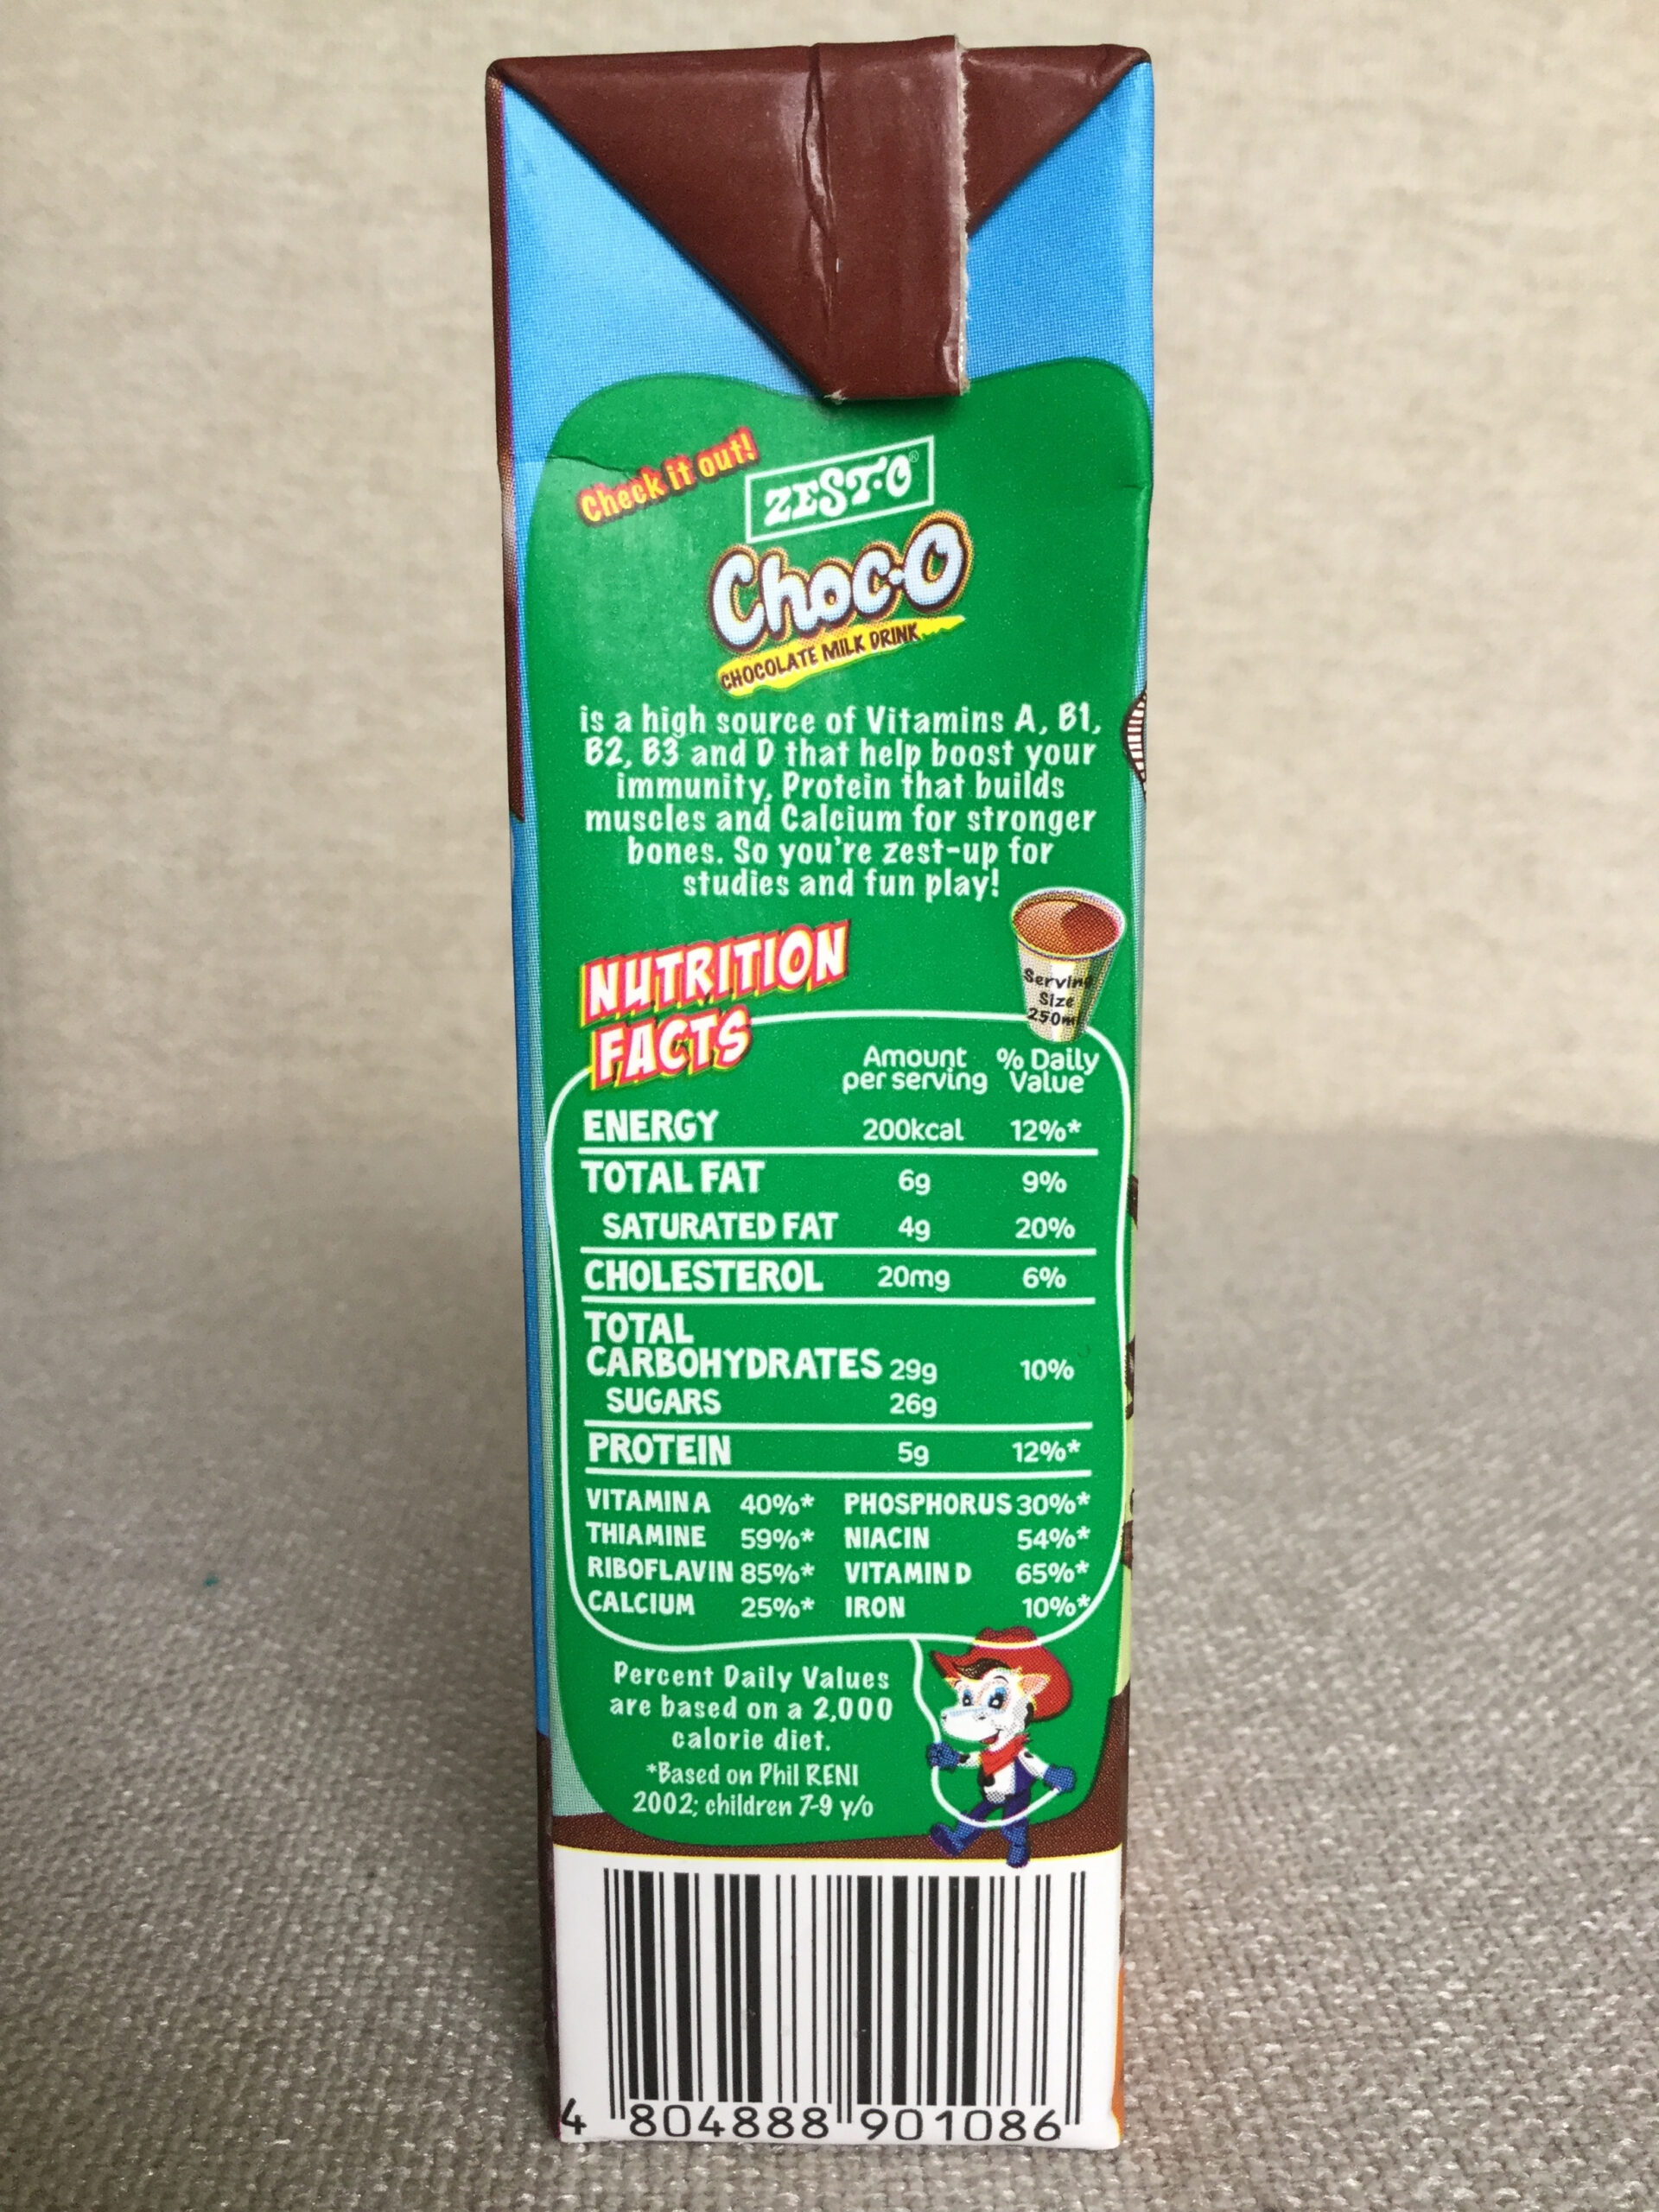 Check it out!
ZEST-O®
Choc-O
CHOCOLATE MILK DRINK
is a high source of Vitamins A, B1,
B2, B3 and D that help boost your
immunity, Protein that builds
muscles and Calcium for stronger
bones. So you're zest-up for
studies and fun play!
NUTRITION
FACTS
Serving
Size
250ml
Amount per serving % Daily Value
ENERGY 200kcal 12%*
TOTAL FAT 6g 9%
SATURATED FAT 4g 20%
CHOLESTEROL 20mg 6%
TOTAL
CARBOHYDRATES 29g 10%
SUGARS 26g
PROTEIN 5g 12%*
VITAMIN A 40%* PHOSPHORUS 30%*
THIAMINE 59%* NIACIN 54%*
RIBOFLAVIN 85%* VITAMIN D 65%*
CALCIUM 25%* IRON 10%*
Percent Daily Values
are based on a 2,000
calorie diet.
*Based on Phil RENI
2002; children 7-9 y/o
4 804888 901086